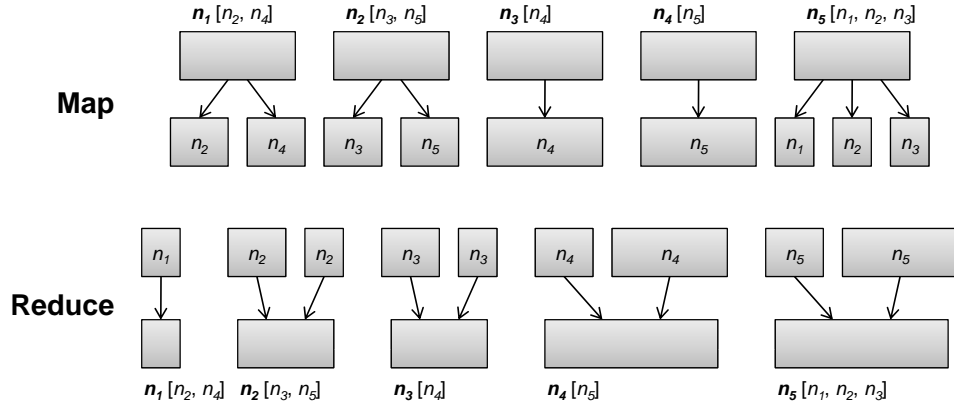 n1 [n2, n4] n2 [n3, n5] n3 [n4] n4 [n5] n5 [n1, n2, n3]
Map
n2 n4 n3 n5 n4 n5 n1 n2 n3
n1 n2 n2 n3 n3 n4 n4 n5 n5
Reduce
n1 [n2, n4] n2 [n3, n5] n3 [n4] n4 [n5] n5 [n1, n2, n3]